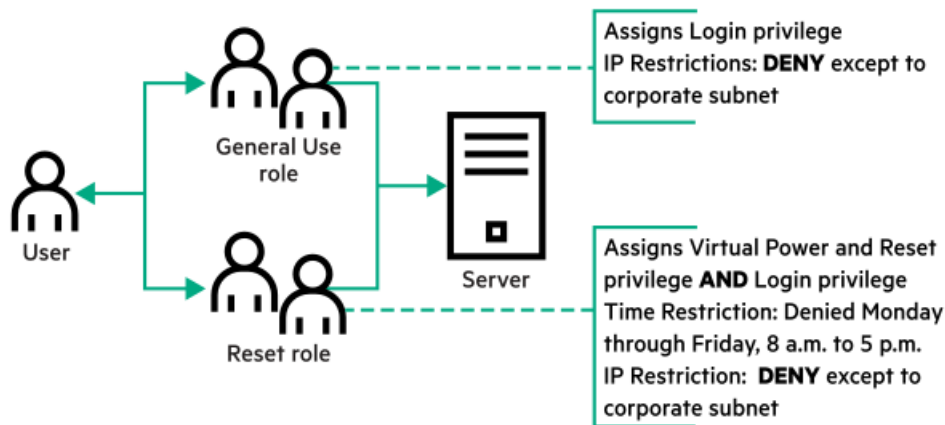 Assigns Login privilege
IP Restrictions: DENY except to
corporate subnet
General Use
role
User
Server
Reset role
Assigns Virtual Power and Reset
privilege AND Login privilege
Time Restriction: Denied Monday
through Friday, 8 a.m. to 5 p.m.
IP Restriction: DENY except to
corporate subnet